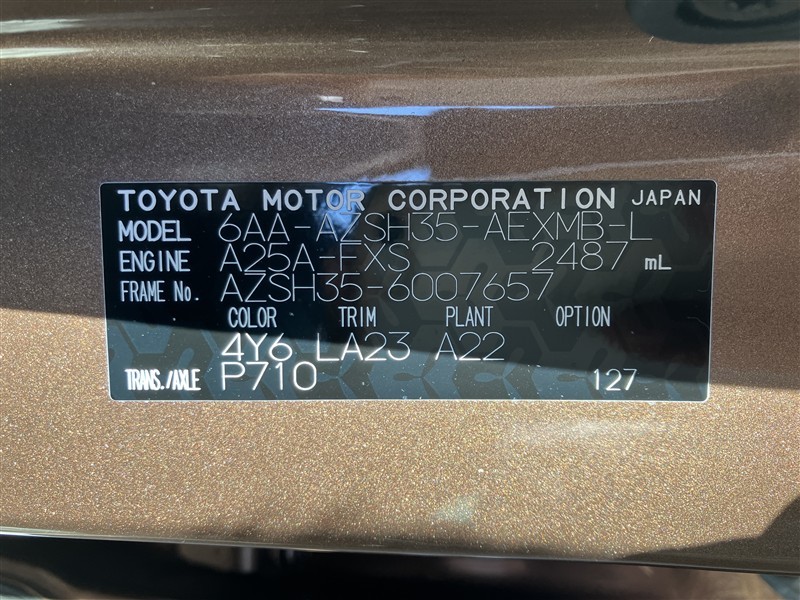 TOYOTA MOTOR CORPORATION JAPAN
MODEL 6AA-AZSH35-AEXMB-L
ENGINE A25A-FXS 2487 mL
FRAME No. AZSH35-6007657
COLOR TRIM PLANT OPTION
4Y6 LA23 A22
TRANS./AXLE P710 127